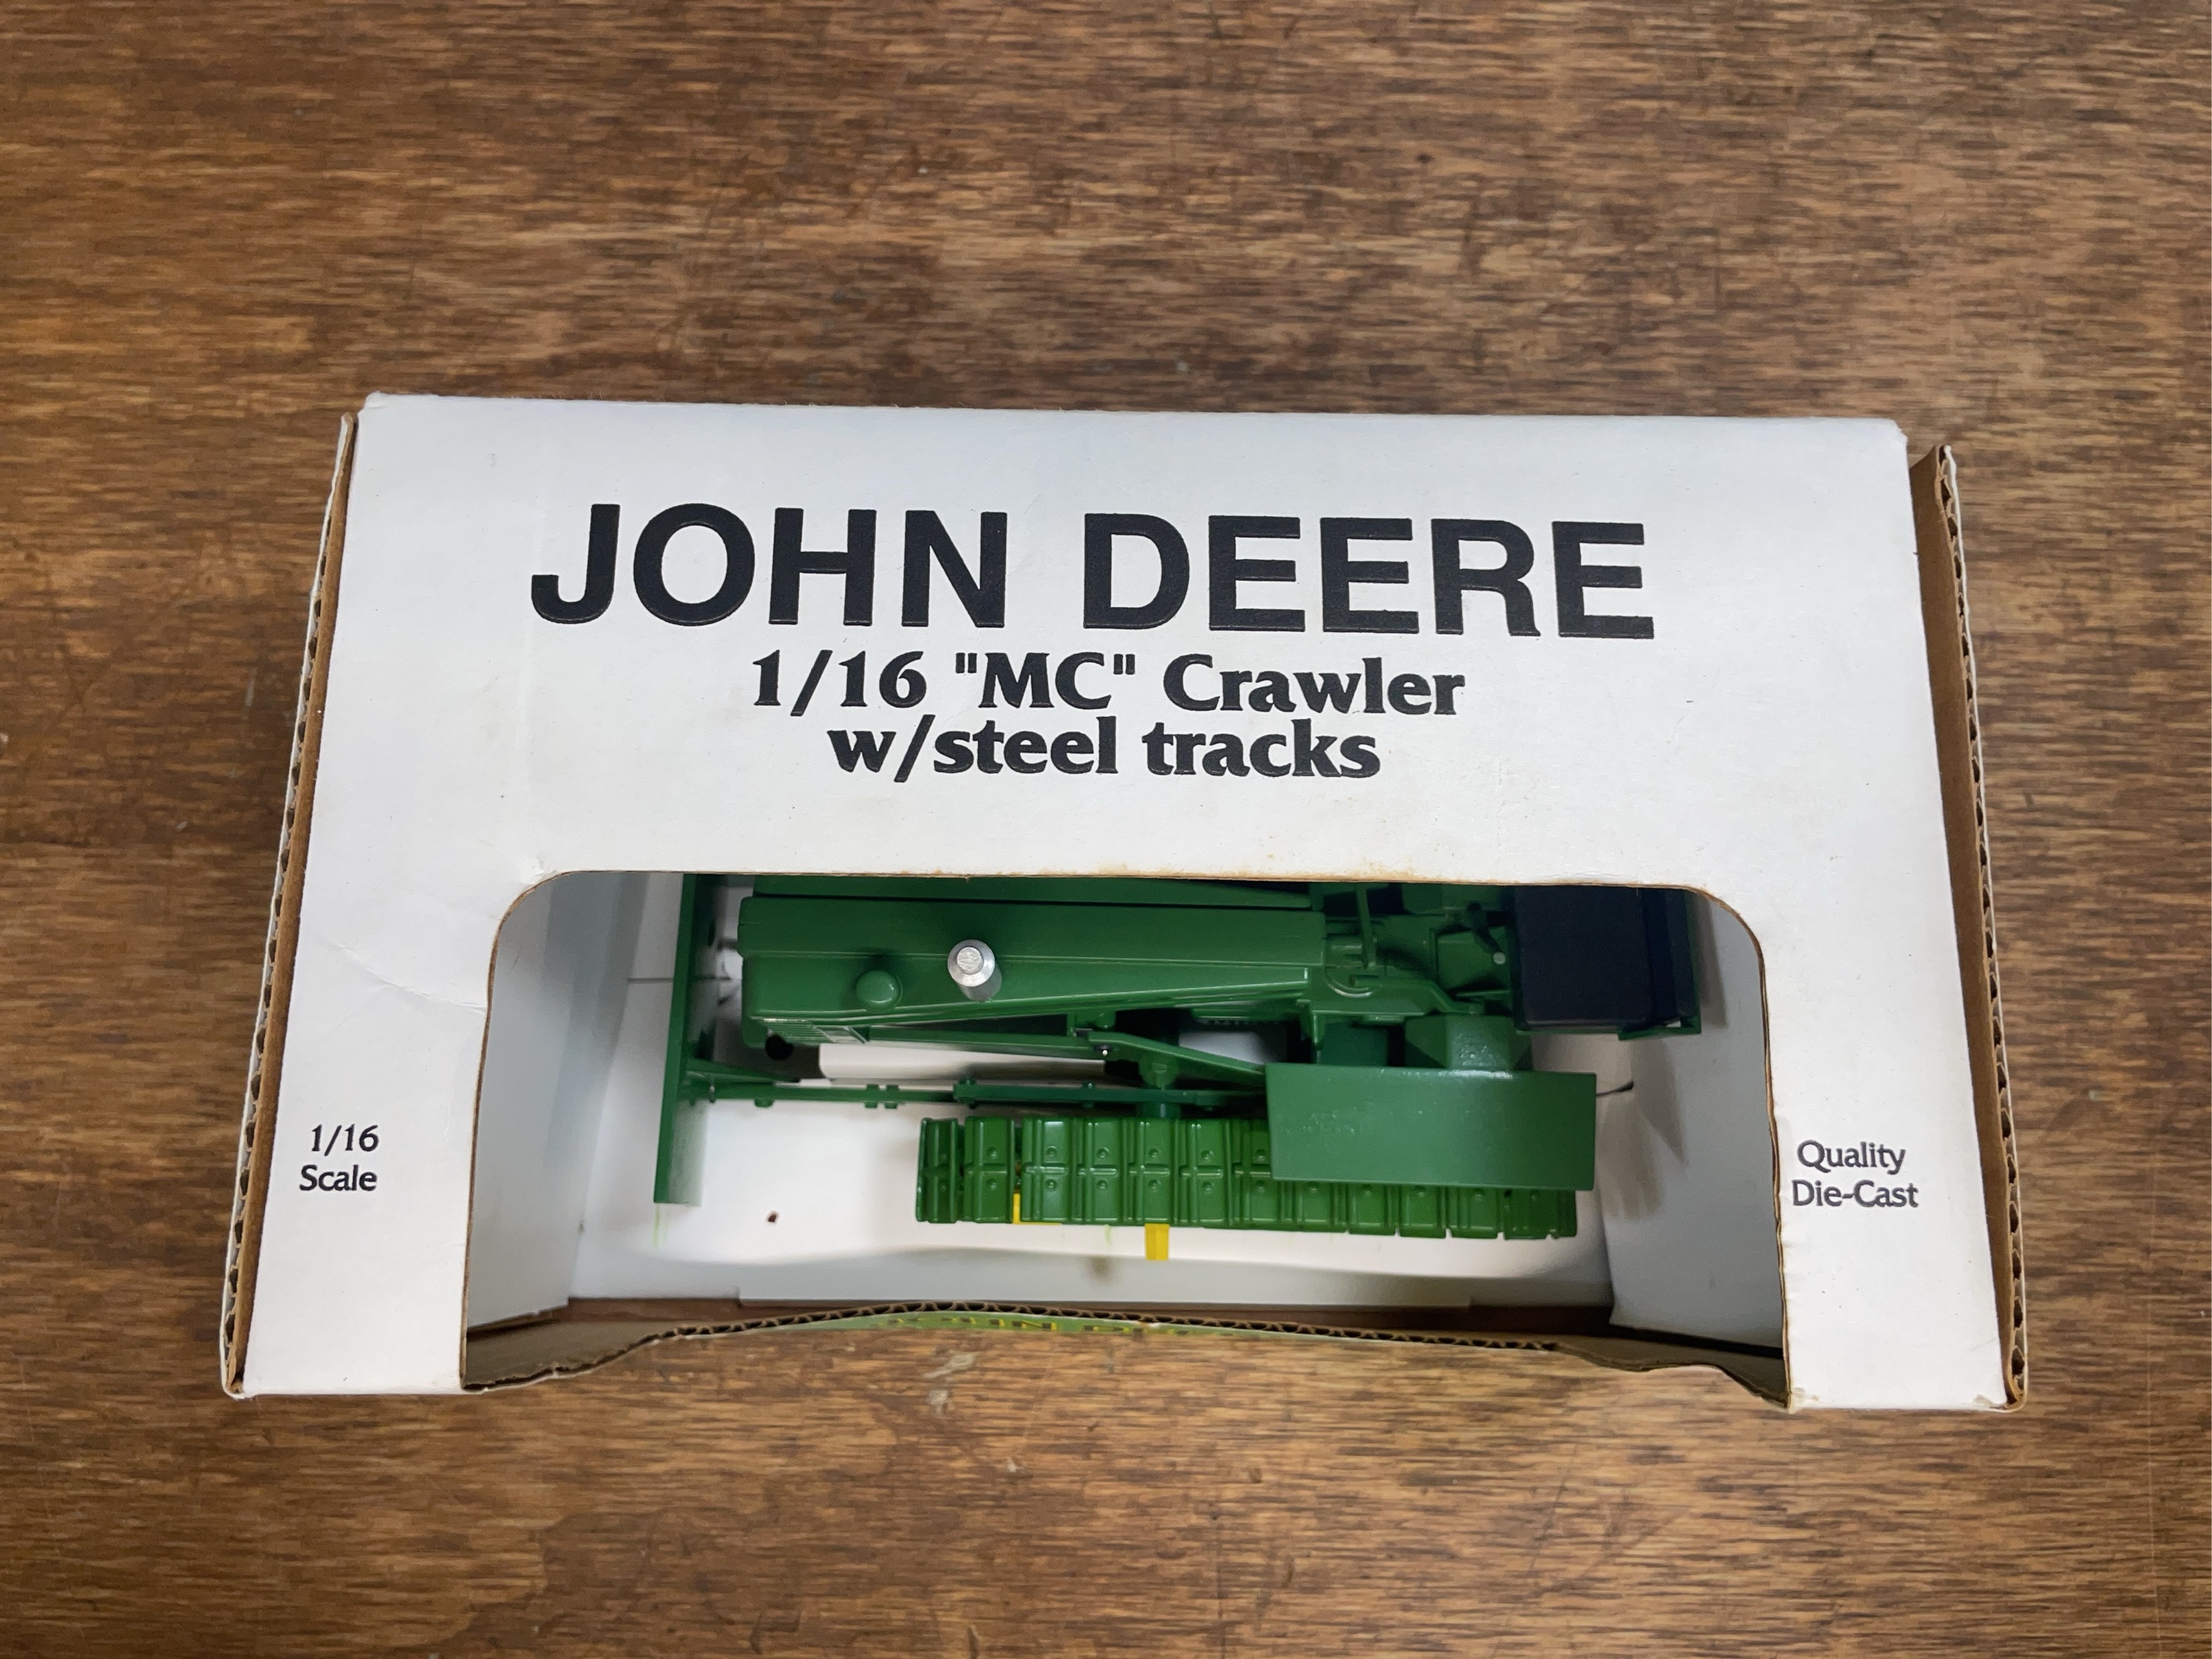 JOHN DEERE
1/16 "MC" Crawler
w/steel tracks
1/16
Scale
Quality
Die-Cast